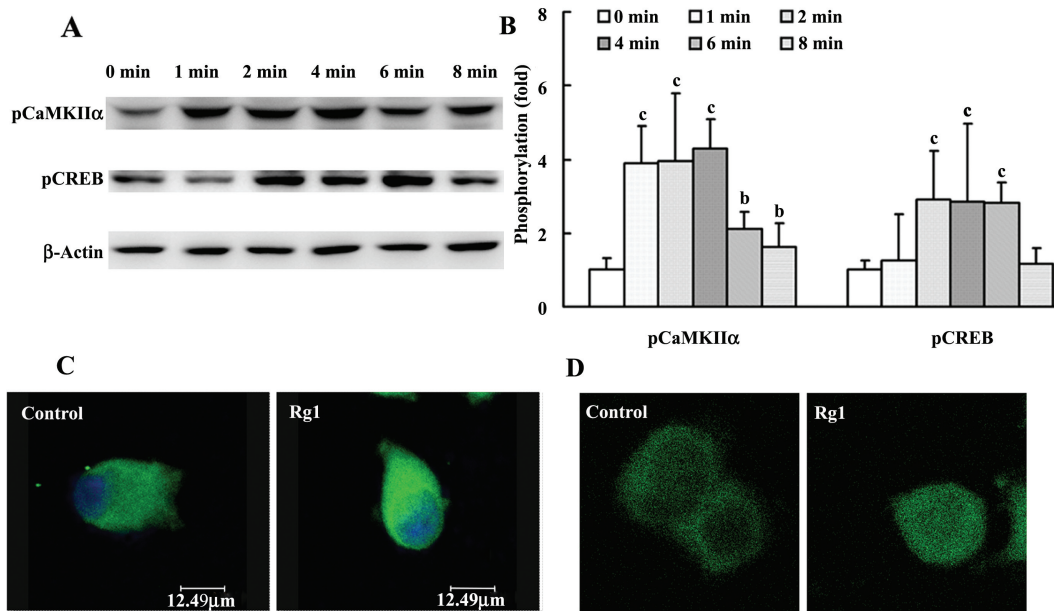 A
0 min 1 min 2 min 4 min 6 min 8 min
pCaMKIIα
pCREB
β-Actin
B
0 min 1 min 2 min
4 min 6 min 8 min
Phosphorylation (fold)
8
6
4
2
0
c c c b b
c c c
pCaMKIIα pCREB
C
Control
Rg1
12.49μm 12.49μm
D
Control
Rg1